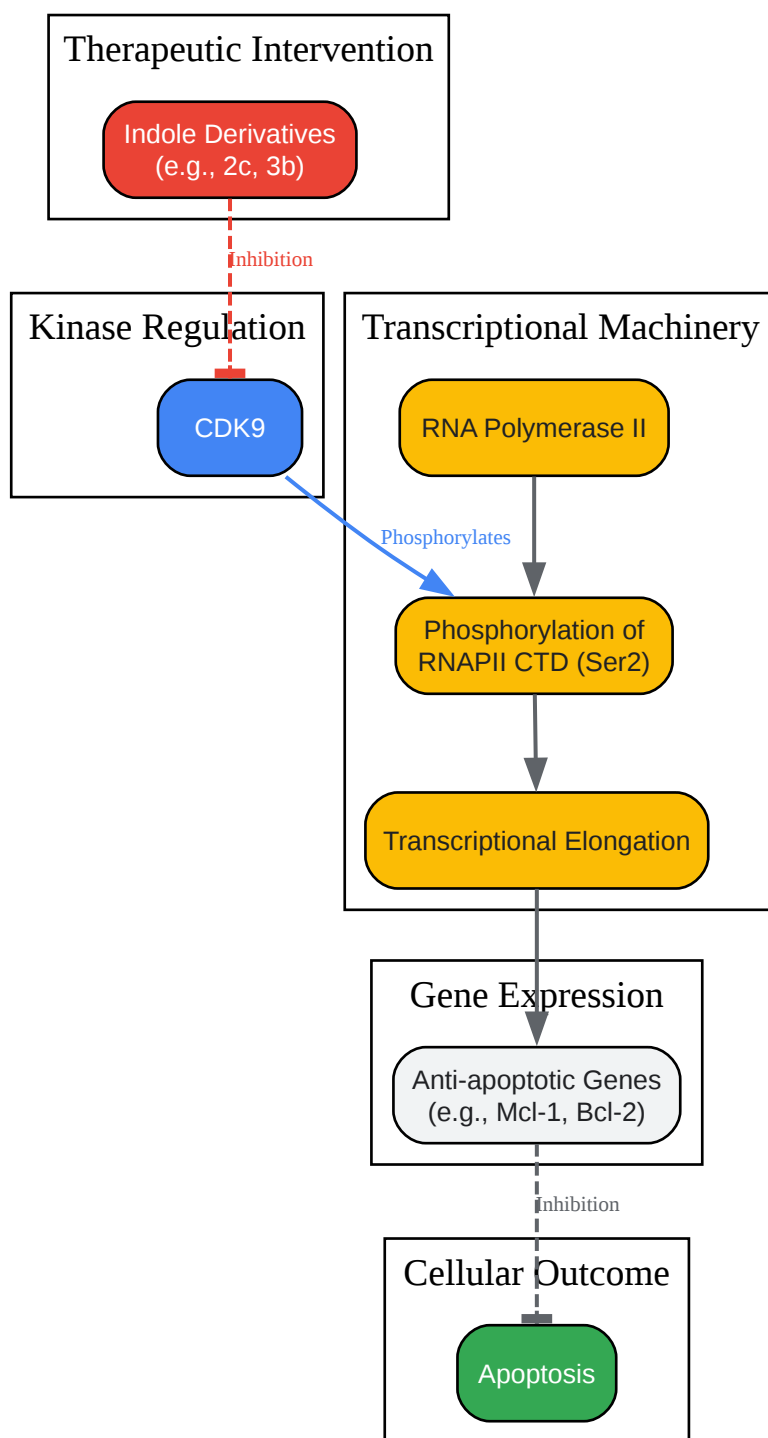 Therapeutic Intervention
Indole Derivatives
(e.g., 2c, 3b)
Inhibition
Kinase Regulation
CDK9
Transcriptional Machinery
RNA Polymerase II
Phosphorylates
Phosphorylation of
RNAPII CTD (Ser2)
Transcriptional Elongation
Gene Expression
Anti-apoptotic Genes
(e.g., Mcl-1, Bcl-2)
Inhibition
Cellular Outcome
Apoptosis